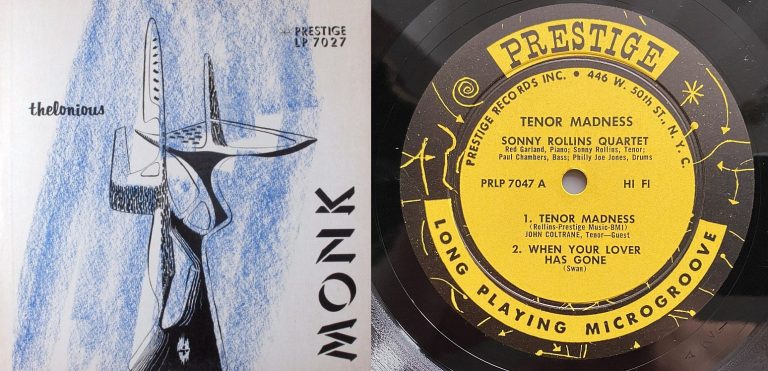 PRESTIGE
LP 7027
thelonious
MONK
PRESTIGE
PRESTIGE RECORDS INC. • 446 W. 50th ST., N.Y.C.
TENOR MADNESS
SONNY ROLLINS QUARTET
Red Garland, Piano; Sonny Rollins, Tenor;
Paul Chambers, Bass; Philly Joe Jones, Drums
PRLP 7047 A HI FI
1. TENOR MADNESS
(Rollins-Prestige Music-BMI)
JOHN COLTRANE, Tenor—Guest
2. WHEN YOUR LOVER
HAS GONE
(Swan)
LONG PLAYING MICROGROOVE